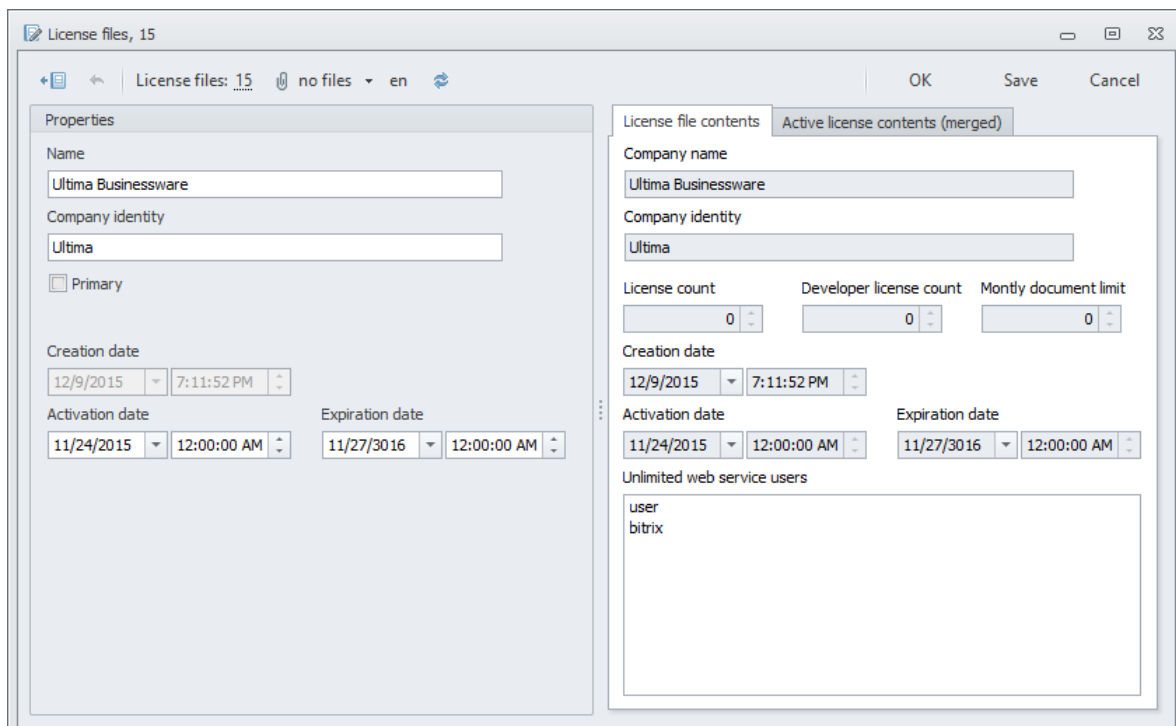 License files, 15
License files: 15 no files en OK Save Cancel
Properties
Name
Ultima Businessware
Company identity
Ultima
Primary
Creation date
12/9/2015 7:11:52 PM
Activation date Expiration date
11/24/2015 12:00:00 AM 11/27/3016 12:00:00 AM
License file contents Active license contents (merged)
Company name
Ultima Businessware
Company identity
Ultima
License count Developer license count Montly document limit
0 0 0
Creation date
12/9/2015 7:11:52 PM
Activation date Expiration date
11/24/2015 12:00:00 AM 11/27/3016 12:00:00 AM
Unlimited web service users
user
bitrix